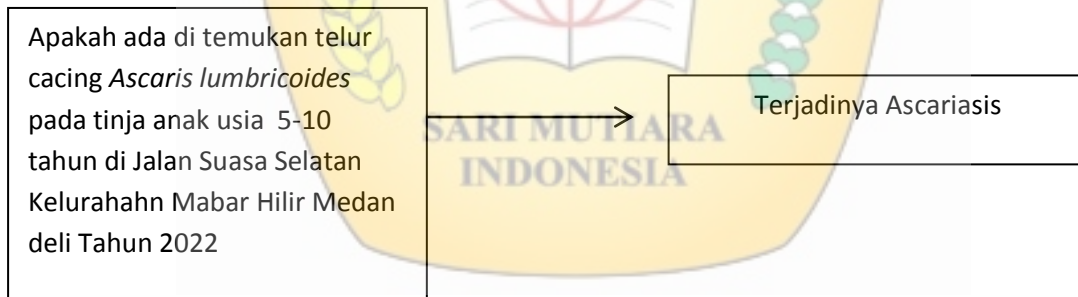 Apakah ada di temukan telur
cacing Ascaris lumbricoides
pada tinja anak usia 5-10
tahun di Jalan Suasa Selatan
Kelurahahn Mabar Hilir Medan
deli Tahun 2022
Terjadinya Ascariasis
SARI MUTIARA
INDONESIA